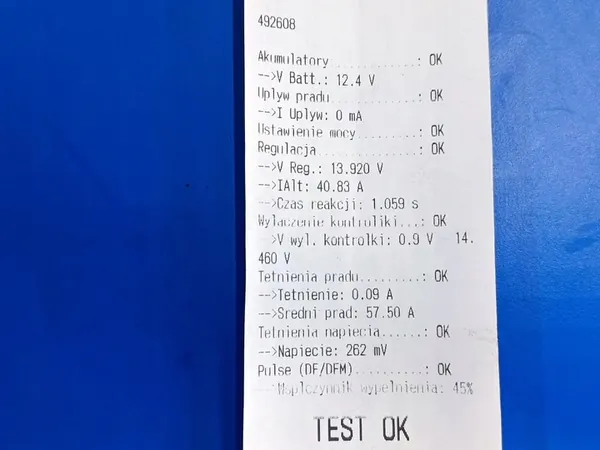 492608
Akumulatory.............: OK
-->V Batt.: 12.4 V
Uplyw pradu.............: OK
-->I Uplyw: 0 mA
Ustawienie mocy.........: OK
Regulacja...............: OK
-->V Reg.: 13.920 V
-->IAlt: 40.83 A
-->Czas reakcji: 1.059 s
Wylaczenie kontrolki...: OK
>V wyl. kontrolki: 0.9 V 14.
460 V
Tetnienia pradu.........: OK
-->Tetnienie: 0.09 A
-->Sredni prad: 57.50 A
Tetnienia napiecia......: OK
-->Napiecie: 262 mV
Pulse (DF/DFM)..........: OK
-->Wsplczynnik wypelnienia: 45%
TEST OK